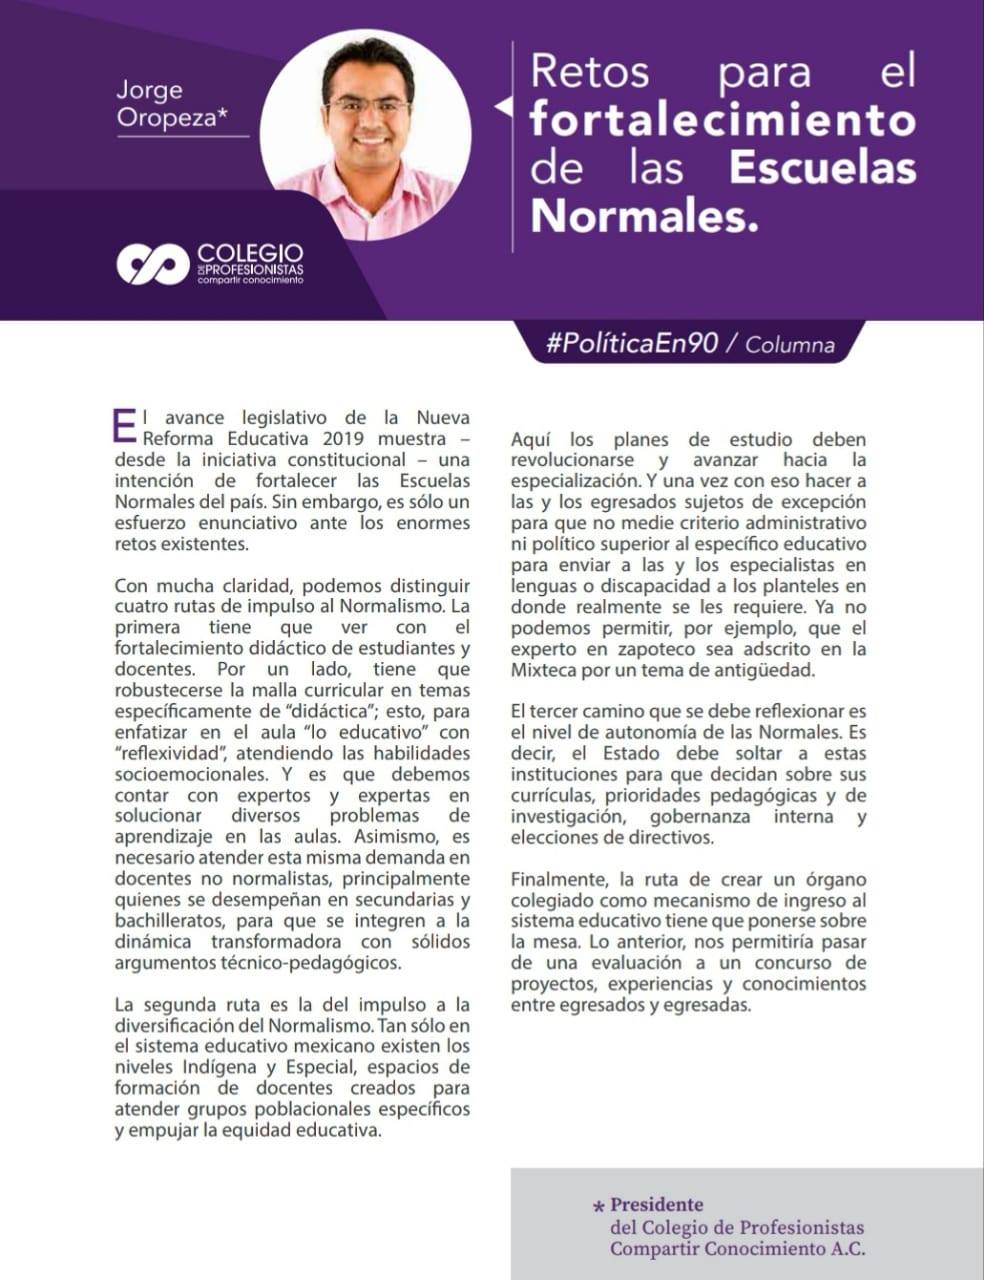 Jorge
Oropeza*
COLEGIO
DE PROFESIONISTAS
compartir conocimiento
Retos para el
fortalecimiento
de las Escuelas
Normales.
#PolíticaEn90 / Columna
El avance legislativo de la Nueva
Reforma Educativa 2019 muestra –
desde la iniciativa constitucional – una
intención de fortalecer las Escuelas
Normales del país. Sin embargo, es sólo un
esfuerzo enunciativo ante los enormes
retos existentes.
Con mucha claridad, podemos distinguir
cuatro rutas de impulso al Normalismo. La
primera tiene que ver con el
fortalecimiento didáctico de estudiantes y
docentes. Por un lado, tiene que
robustecerse la malla curricular en temas
específicamente de “didáctica”; esto, para
enfatizar en el aula “lo educativo” con
“reflexividad”, atendiendo las habilidades
socioemocionales. Y es que debemos
contar con expertos y expertas en
solucionar diversos problemas de
aprendizaje en las aulas. Asimismo, es
necesario atender esta misma demanda en
docentes no normalistas, principalmente
quienes se desempeñan en secundarias y
bachilleratos, para que se integren a la
dinámica transformadora con sólidos
argumentos técnico-pedagógicos.
La segunda ruta es la del impulso a la
diversificación del Normalismo. Tan sólo en
el sistema educativo mexicano existen los
niveles Indígena y Especial, espacios de
formación de docentes creados para
atender grupos poblacionales específicos
y empujar la equidad educativa.
Aquí los planes de estudio deben
revolucionarse y avanzar hacia la
especialización. Y una vez con eso hacer a
las y los egresados sujetos de excepción
para que no medie criterio administrativo
ni político superior al específico educativo
para enviar a las y los especialistas en
lenguas o discapacidad a los planteles en
donde realmente se les requiere. Ya no
podemos permitir, por ejemplo, que el
experto en zapoteco sea adscrito en la
Mixteca por un tema de antigüedad.
El tercer camino que se debe reflexionar es
el nivel de autonomía de las Normales. Es
decir, el Estado debe soltar a estas
instituciones para que decidan sobre sus
currículas, prioridades pedagógicas y de
investigación, gobernanza interna y
elecciones de directivos.
Finalmente, la ruta de crear un órgano
colegiado como mecanismo de ingreso al
sistema educativo tiene que ponerse sobre
la mesa. Lo anterior, nos permitiría pasar
de una evaluación a un concurso de
proyectos, experiencias y conocimientos
entre egresados y egresadas.
* Presidente
del Colegio de Profesionistas
Compartir Conocimiento A.C.